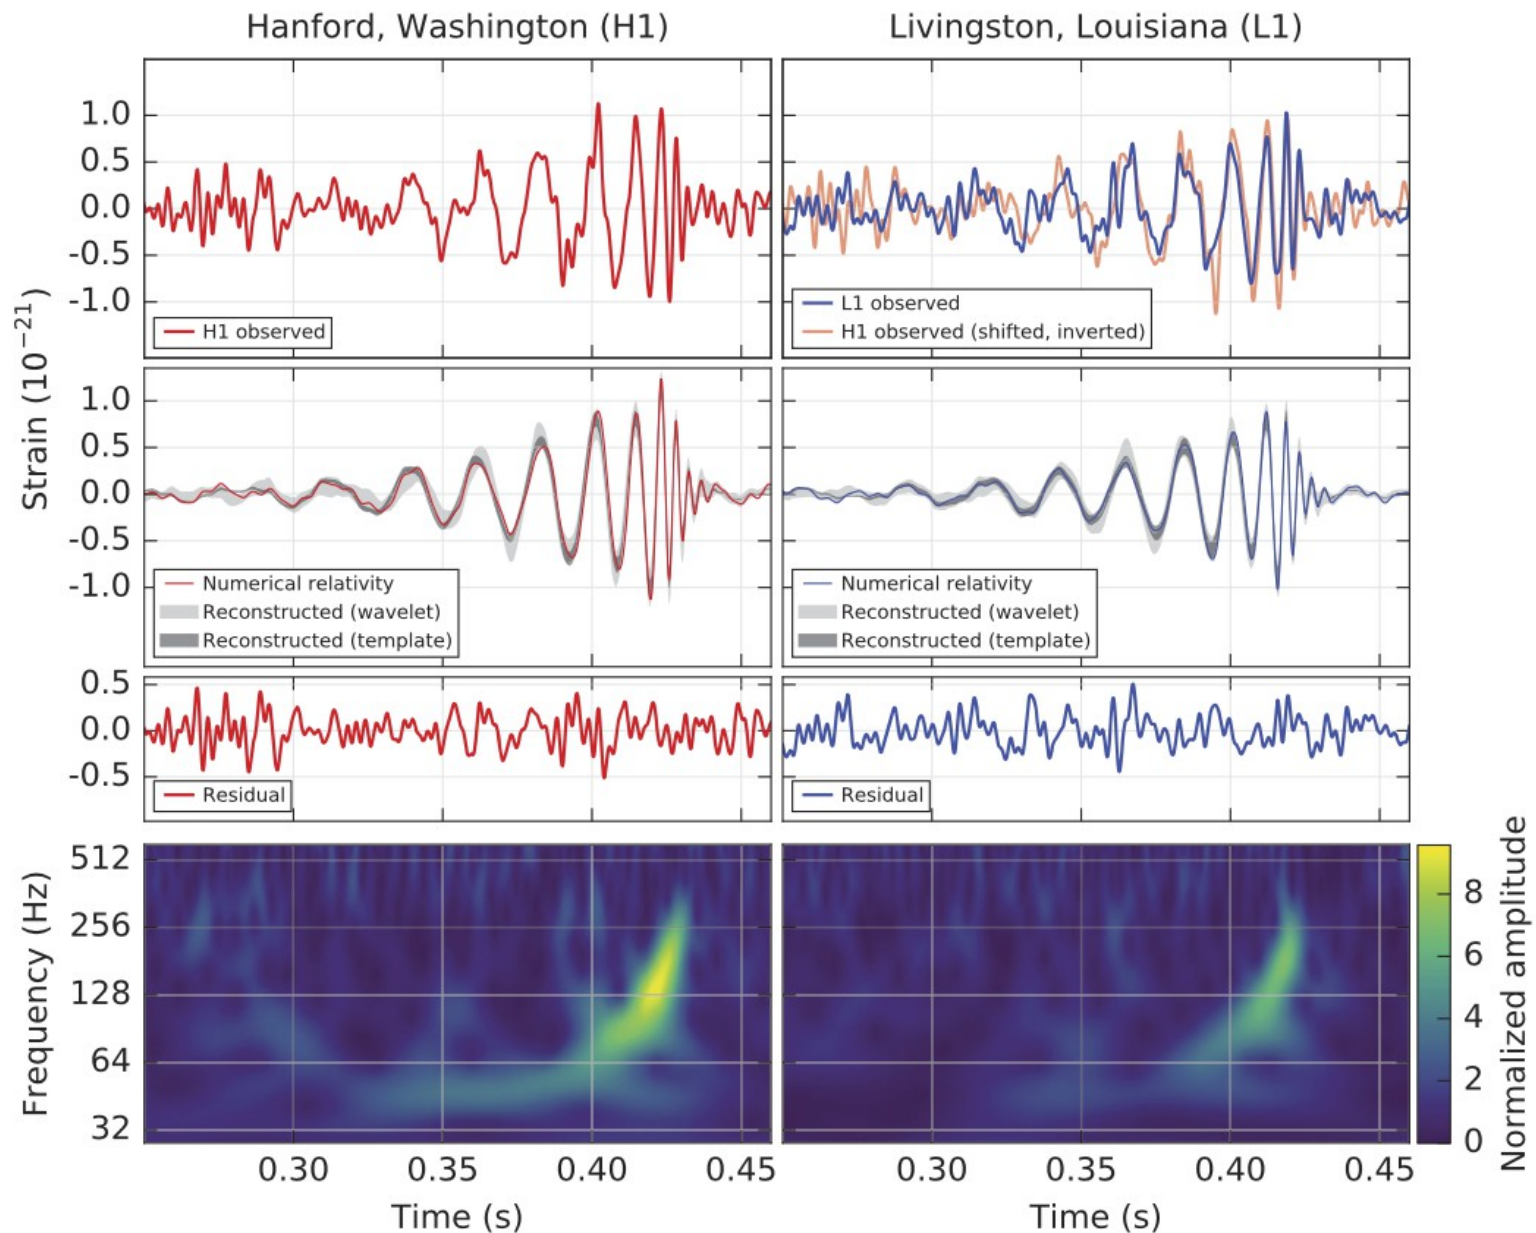 Hanford, Washington (H1)
Livingston, Louisiana (L1)
Strain (10⁻²¹)
1.0
0.5
0.0
-0.5
-1.0
H1 observed
L1 observed
H1 observed (shifted, inverted)
1.0
0.5
0.0
-0.5
-1.0
Numerical relativity
Reconstructed (wavelet)
Reconstructed (template)
Numerical relativity
Reconstructed (wavelet)
Reconstructed (template)
0.5
0.0
-0.5
Residual
Residual
Frequency (Hz)
512
256
128
64
32
Normalized amplitude
8
6
4
2
0
0.30 0.35 0.40 0.45
0.30 0.35 0.40 0.45
Time (s)
Time (s)